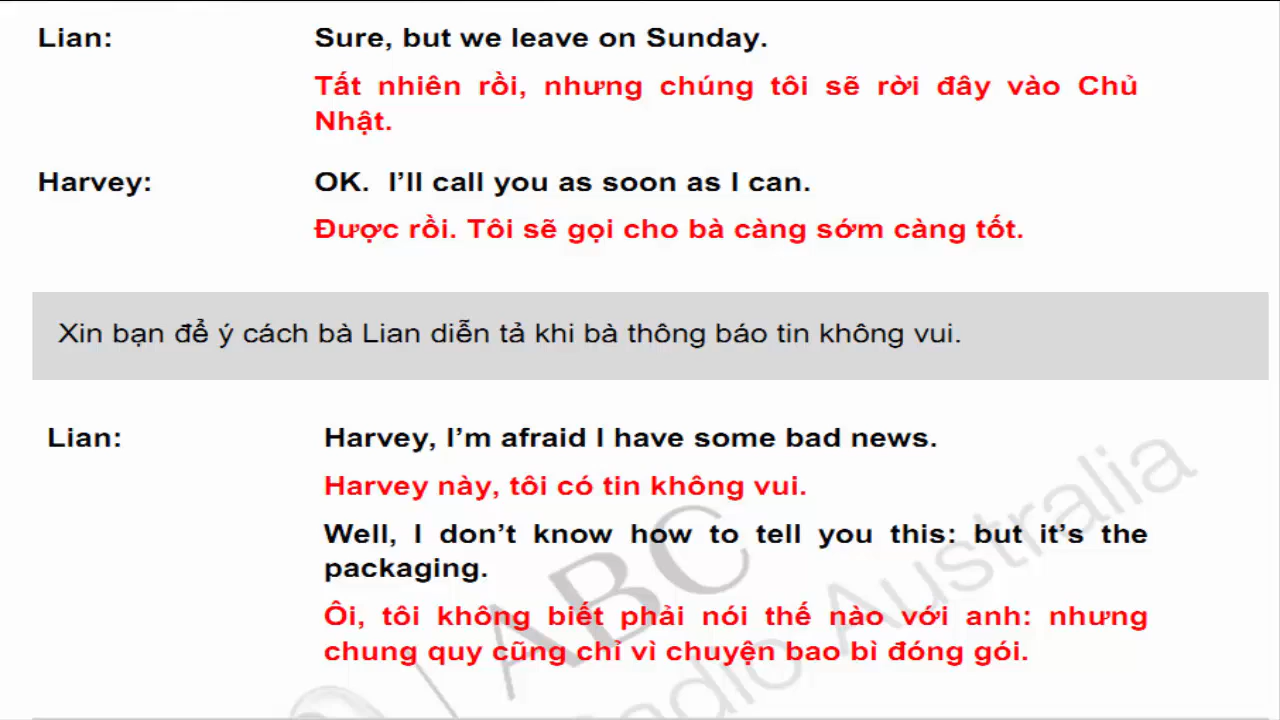 Lian: Sure, but we leave on Sunday.
Tất nhiên rồi, nhưng chúng tôi sẽ rời đây vào Chủ
Nhật.
Harvey: OK. I’ll call you as soon as I can.
Được rồi. Tôi sẽ gọi cho bà càng sớm càng tốt.
Xin bạn để ý cách bà Lian diễn tả khi bà thông báo tin không vui.
Lian: Harvey, I’m afraid I have some bad news.
Harvey này, tôi có tin không vui.
Well, I don’t know how to tell you this: but it’s the
packaging.
Ôi, tôi không biết phải nói thế nào với anh: nhưng
chung quy cũng chỉ vì chuyện bao bì đóng gói.
ABC
Radio Australia